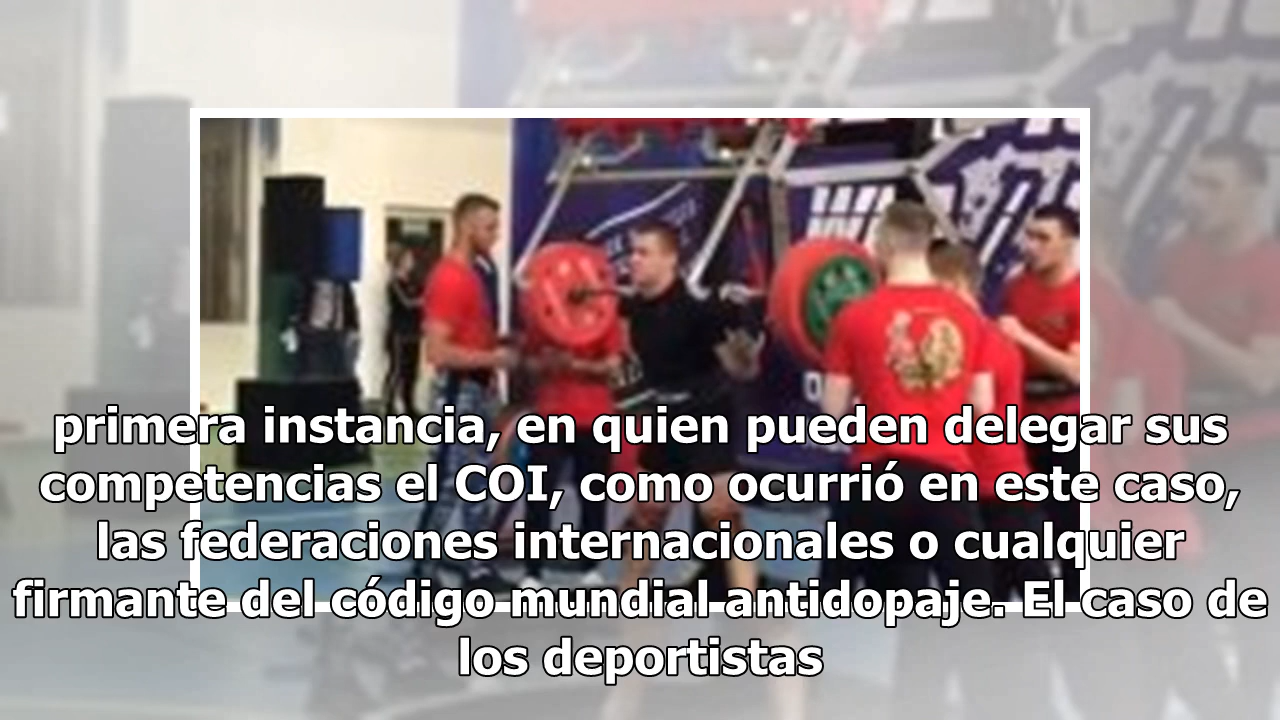 primera instancia, en quien pueden delegar sus
competencias el COI, como ocurrió en este caso,
las federaciones internacionales o cualquier
firmante del código mundial antidopaje. El caso de
los deportistas